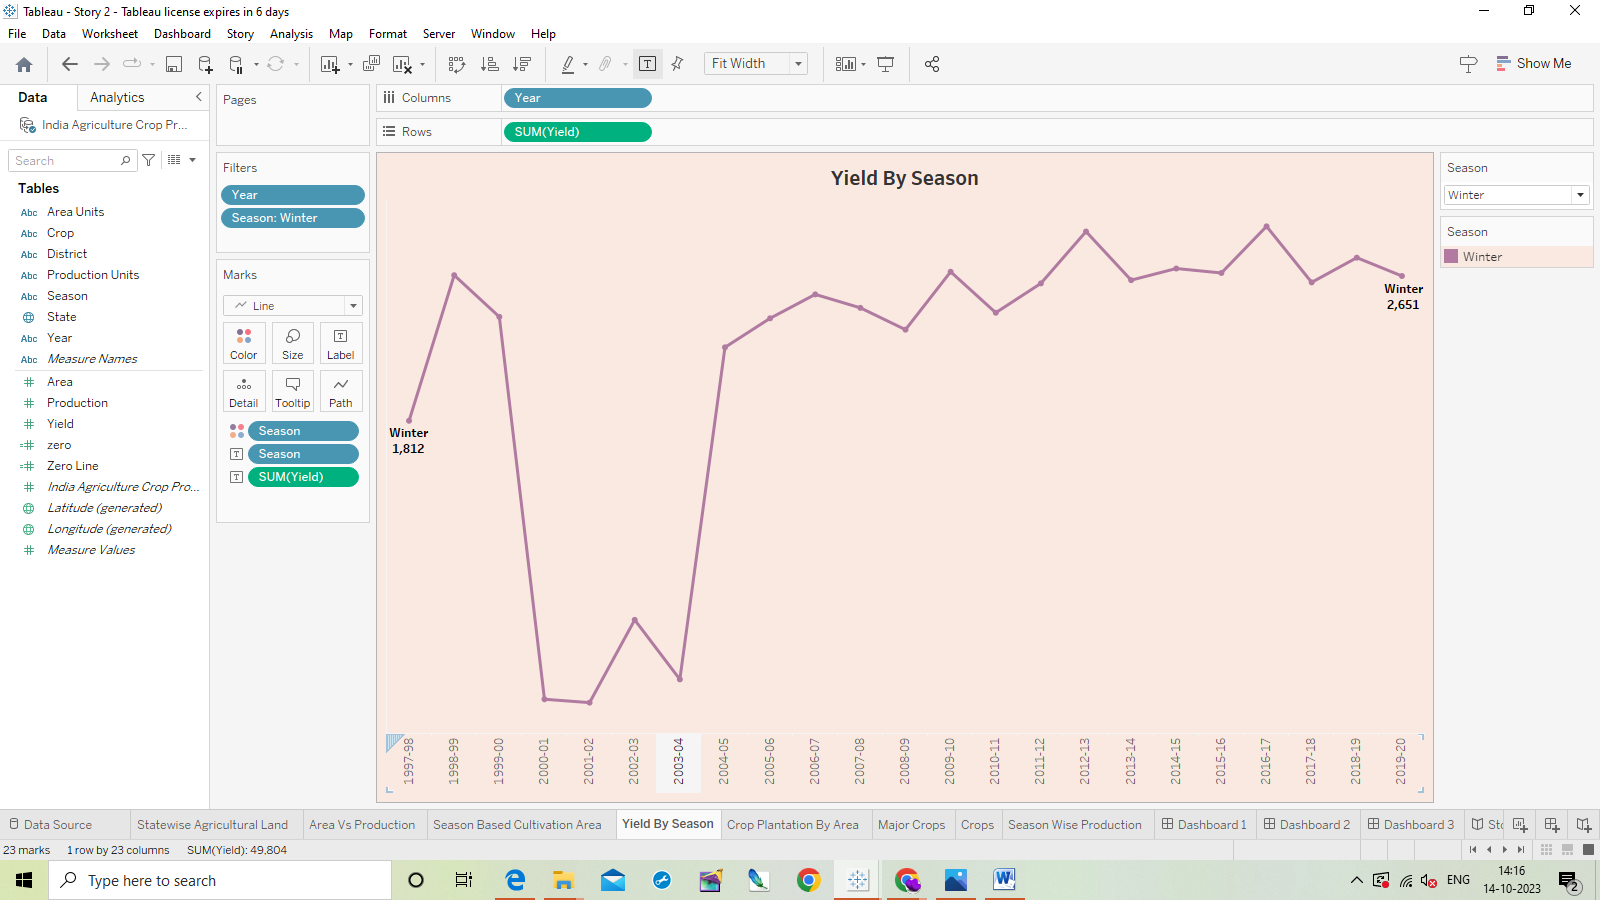 Tableau - Story 2 - Tableau license expires in 6 days
File Data Worksheet Dashboard Story Analysis Map Format Server Window Help
Fit Width
Show Me
Data Analytics
India Agriculture Crop Pr...
Search
Tables
Abc Area Units
Abc Crop
Abc District
Abc Production Units
Abc Season
State
Abc Year
Abc Measure Names
# Area
# Production
# Yield
=# zero
=# Zero Line
# India Agriculture Crop Pro...
Latitude (generated)
Longitude (generated)
# Measure Values
Pages
Filters
Year
Season: Winter
Marks
Line
Color Size Label
Detail Tooltip Path
Season
Season
SUM(Yield)
Columns Year
Rows SUM(Yield)
Yield By Season
Winter
1,812
Winter
2,651
1997-98
1998-99
1999-00
2000-01
2001-02
2002-03
2003-04
2004-05
2005-06
2006-07
2007-08
2008-09
2009-10
2010-11
2011-12
2012-13
2013-14
2014-15
2015-16
2016-17
2017-18
2018-19
2019-20
Season
Winter
Season
Winter
Data Source Statewise Agricultural Land Area Vs Production Season Based Cultivation Area Yield By Season Crop Plantation By Area Major Crops Crops Season Wise Production Dashboard 1 Dashboard 2 Dashboard 3 Sto
23 marks 1 row by 23 columns SUM(Yield): 49,804
Type here to search
ENG
14:16
14-10-2023
2